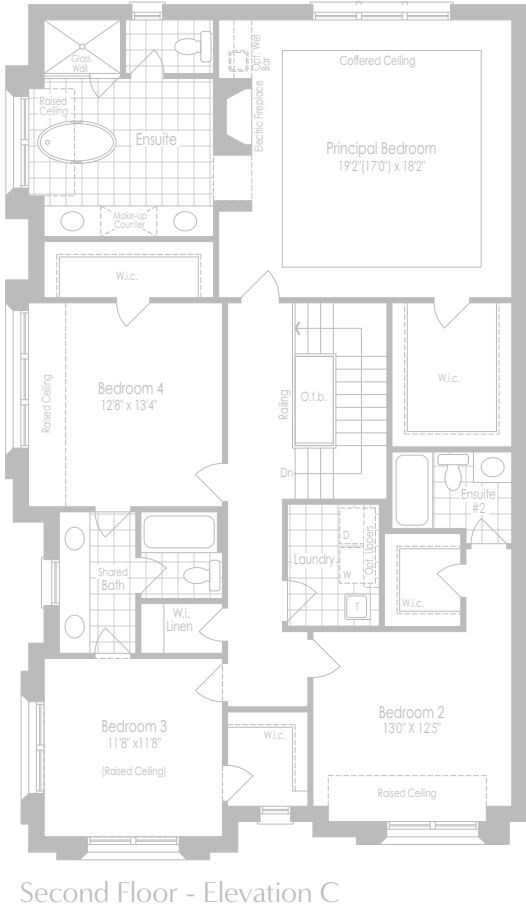 Glass
Wall
Opt. Wet
Bar
Coffered Ceiling
Raised
Ceiling
Ensuite
Electric Fireplace
Principal Bedroom
19'2"(17'0") x 18'2"
Make-up
Counter
W.i.c.
Raised Ceiling
Bedroom 4
12'8" x 13'4"
Railing
O.t.b.
W.i.c.
Dn
Ensuite
#2
Shared
Bath
Laundry
D
W
Opt. Uppers
T
W.i.c.
W.i.
Linen
Bedroom 3
11'8" x11'8"
(Raised Ceiling)
W.i.c.
Bedroom 2
13'0" X 12'5"
Raised Ceiling
Second Floor - Elevation C